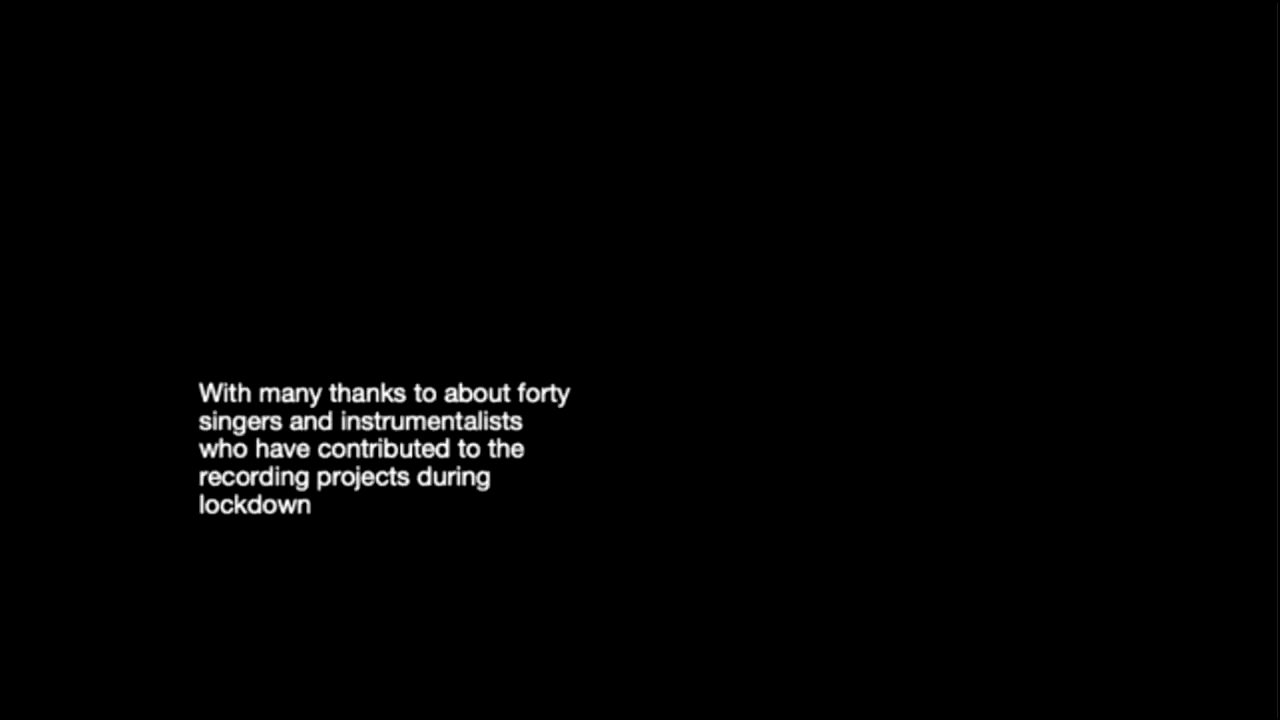 With many thanks to about forty
singers and instrumentalists
who have contributed to the
recording projects during
lockdown